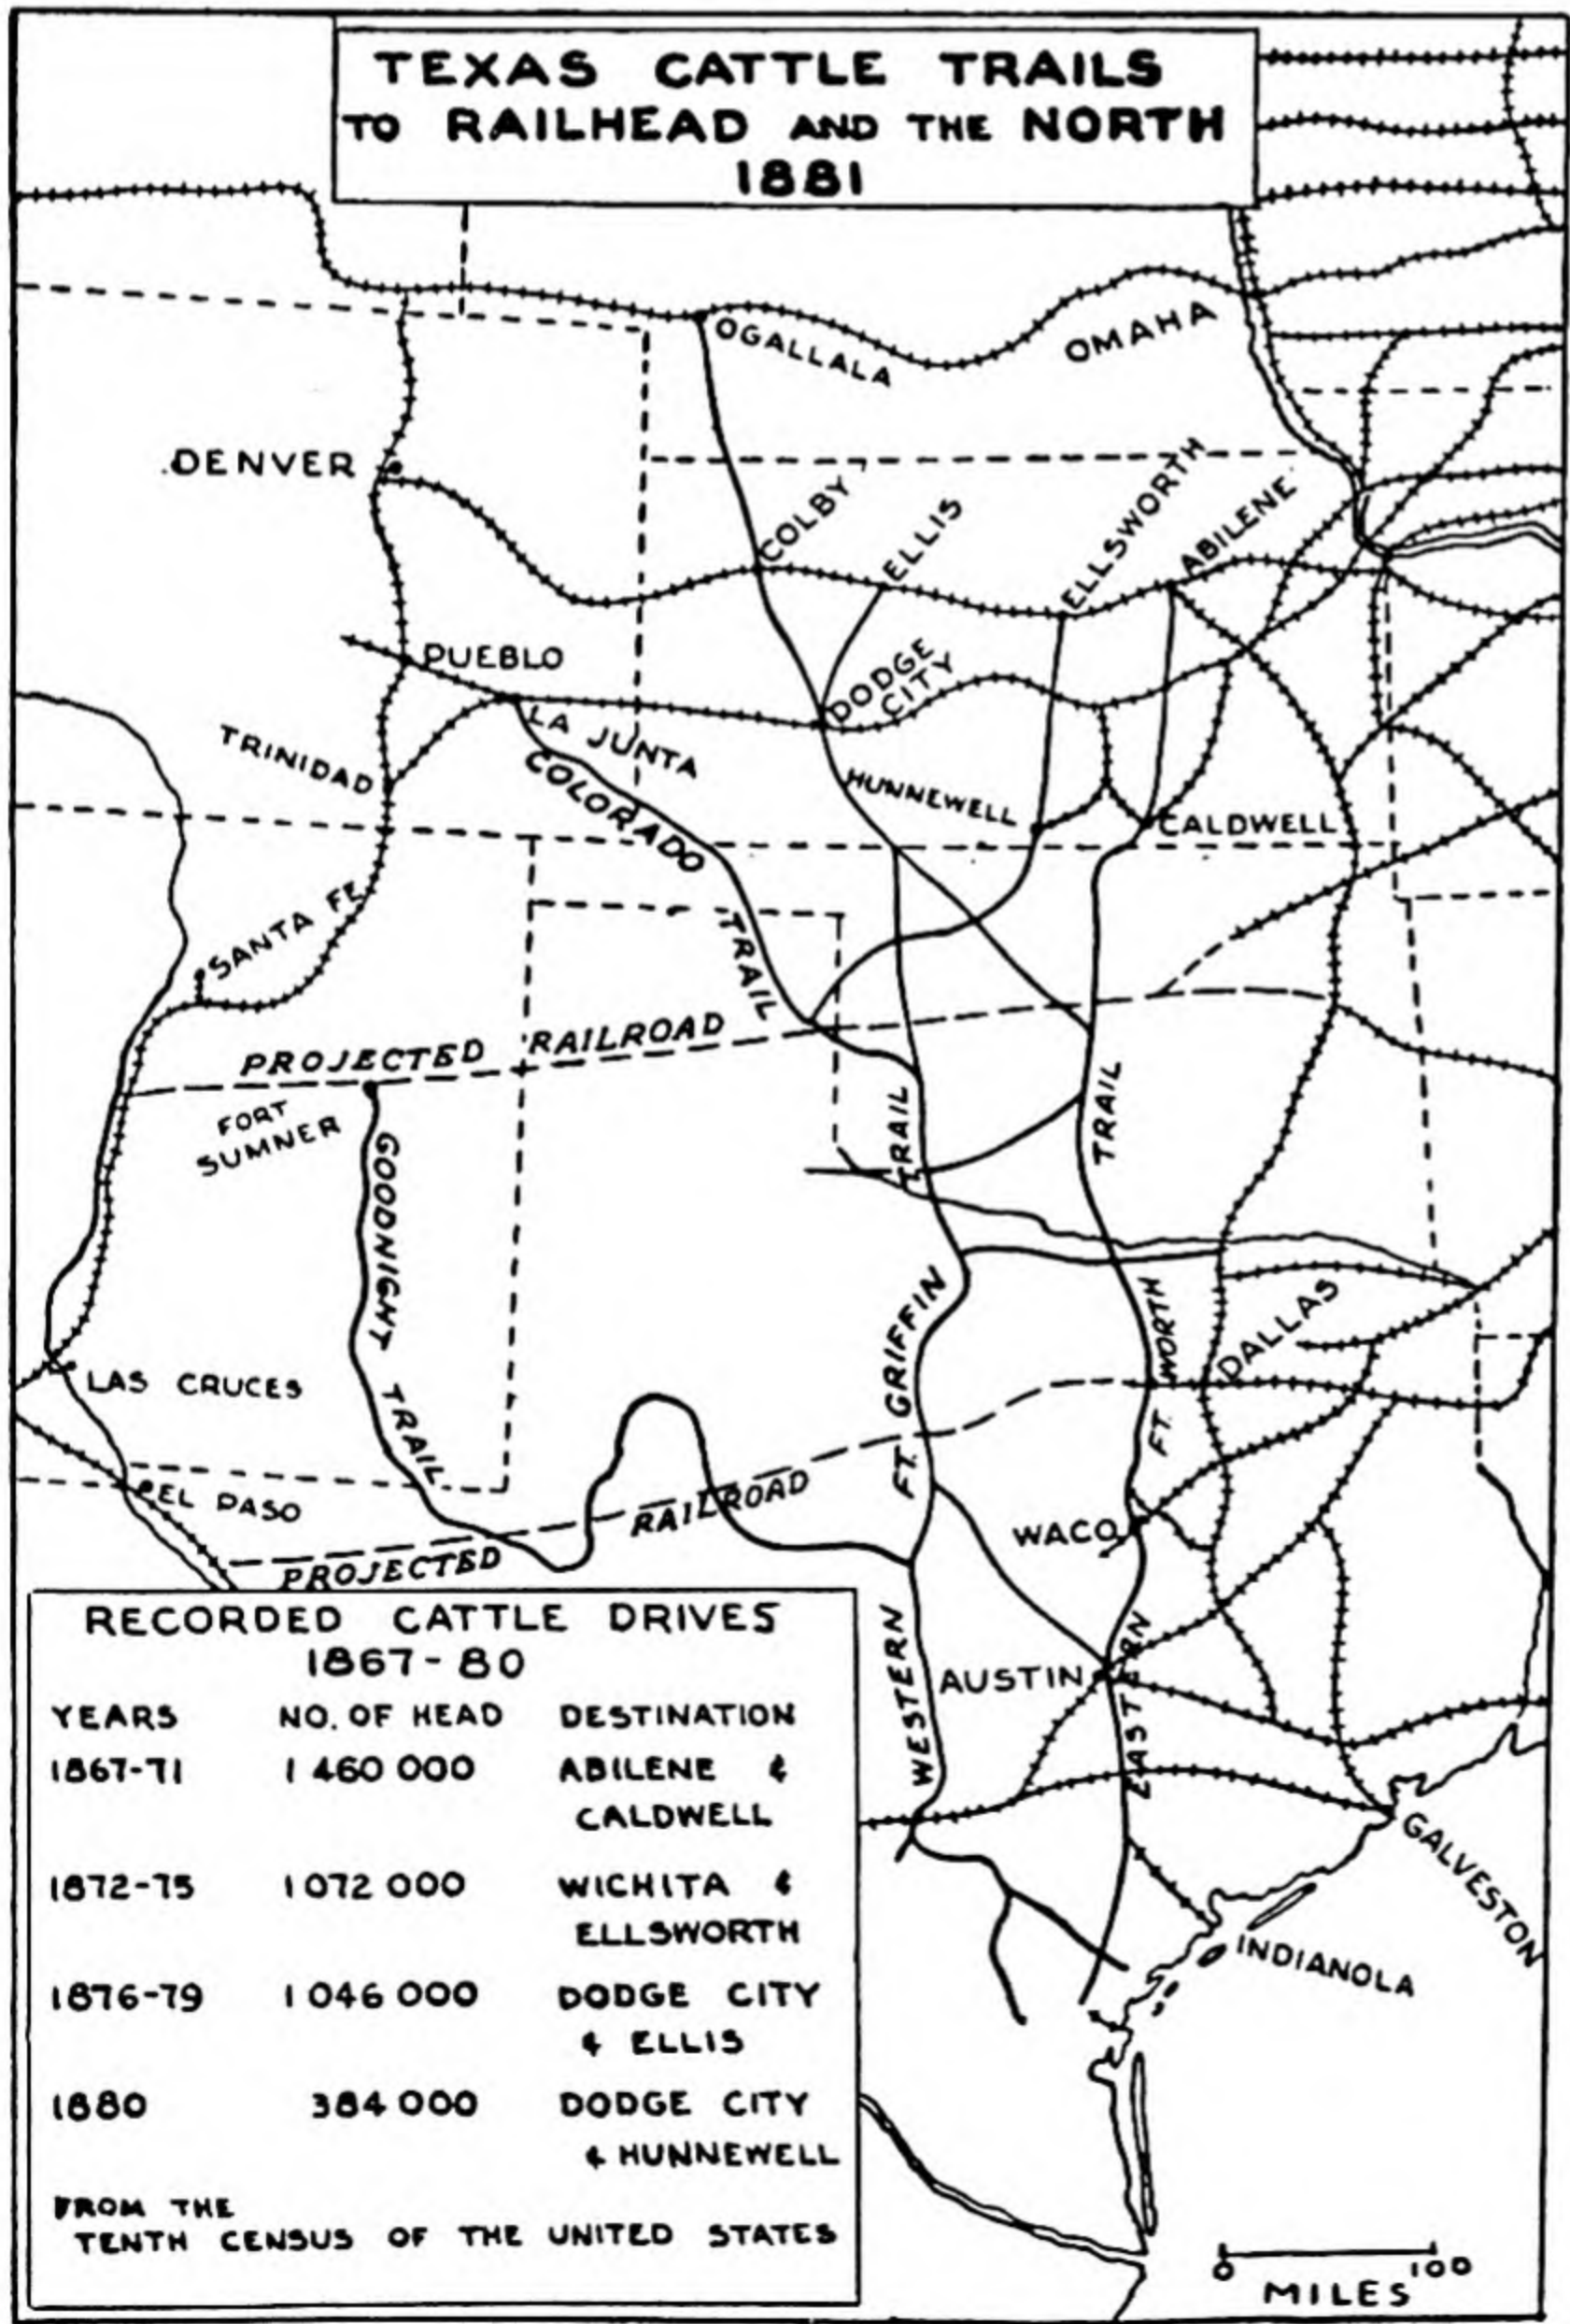 TEXAS CATTLE TRAILS
TO RAILHEAD AND THE NORTH
1881
OGALLALA
OMAHA
DENVER
COLBY
ELLIS
ELLSWORTH
ABILENE
PUEBLO
DODGE
CITY
LA JUNTA
TRINIDAD
COLORADO
TRAIL
HUNNEWELL
CALDWELL
SANTA FE
PROJECTED RAILROAD
FORT
SUMNER
GOODNIGHT
TRAIL
TRAIL
TRAIL
FT. GRIFFIN
FT. WORTH
DALLAS
LAS CRUCES
EL PASO
PROJECTED
RAILROAD
WACO
WESTERN
AUSTIN
EASTERN
GALVESTON
INDIANOLA
RECORDED CATTLE DRIVES
1867-80
YEARS NO. OF HEAD DESTINATION
1867-71 1 460 000 ABILENE &
CALDWELL
1872-75 1 072 000 WICHITA &
ELLSWORTH
1876-79 1 046 000 DODGE CITY
& ELLIS
1880 384 000 DODGE CITY
& HUNNEWELL
FROM THE
TENTH CENSUS OF THE UNITED STATES
0 100
MILES